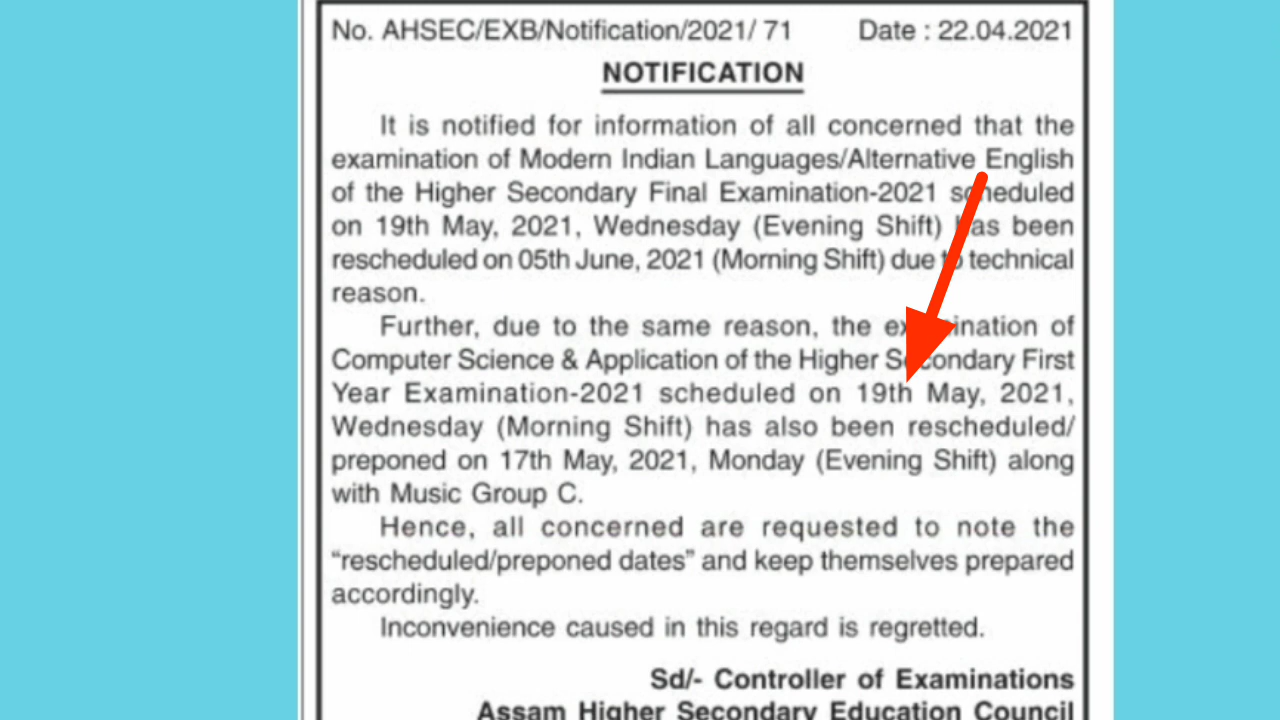 No. AHSEC/EXB/Notification/2021/ 71 Date : 22.04.2021
NOTIFICATION
It is notified for information of all concerned that the
examination of Modern Indian Languages/Alternative English
of the Higher Secondary Final Examination-2021 scheduled
on 19th May, 2021, Wednesday (Evening Shift) has been
rescheduled on 05th June, 2021 (Morning Shift) due to technical
reason.
Further, due to the same reason, the examination of
Computer Science & Application of the Higher Secondary First
Year Examination-2021 scheduled on 19th May, 2021,
Wednesday (Morning Shift) has also been rescheduled/
preponed on 17th May, 2021, Monday (Evening Shift) along
with Music Group C.
Hence, all concerned are requested to note the
“rescheduled/preponed dates” and keep themselves prepared
accordingly.
Inconvenience caused in this regard is regretted.
Sd/- Controller of Examinations
Assam Higher Secondary Education Council